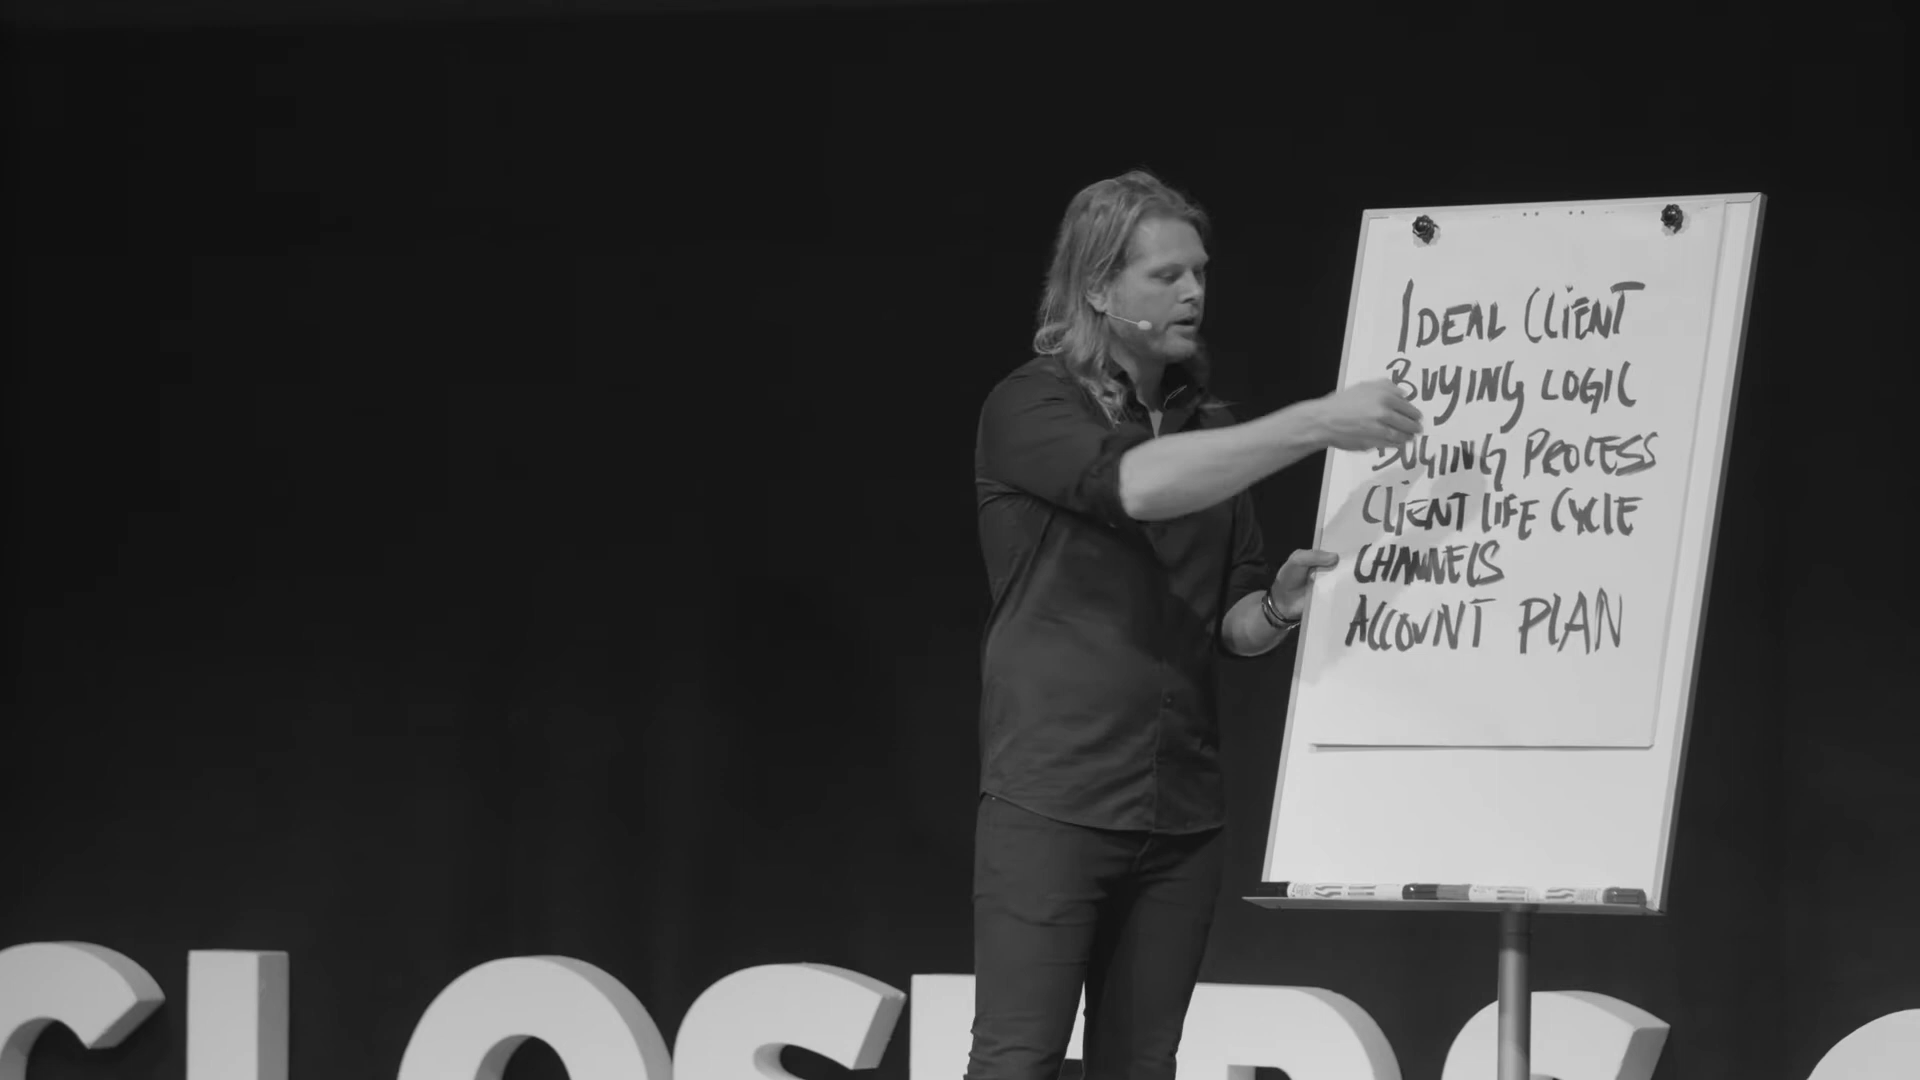 IDEAL CLIENT
BUYING LOGIC
BUYING PROCESS
CLIENT LIFE CYCLE
CHANNELS
ACCOUNT PLAN